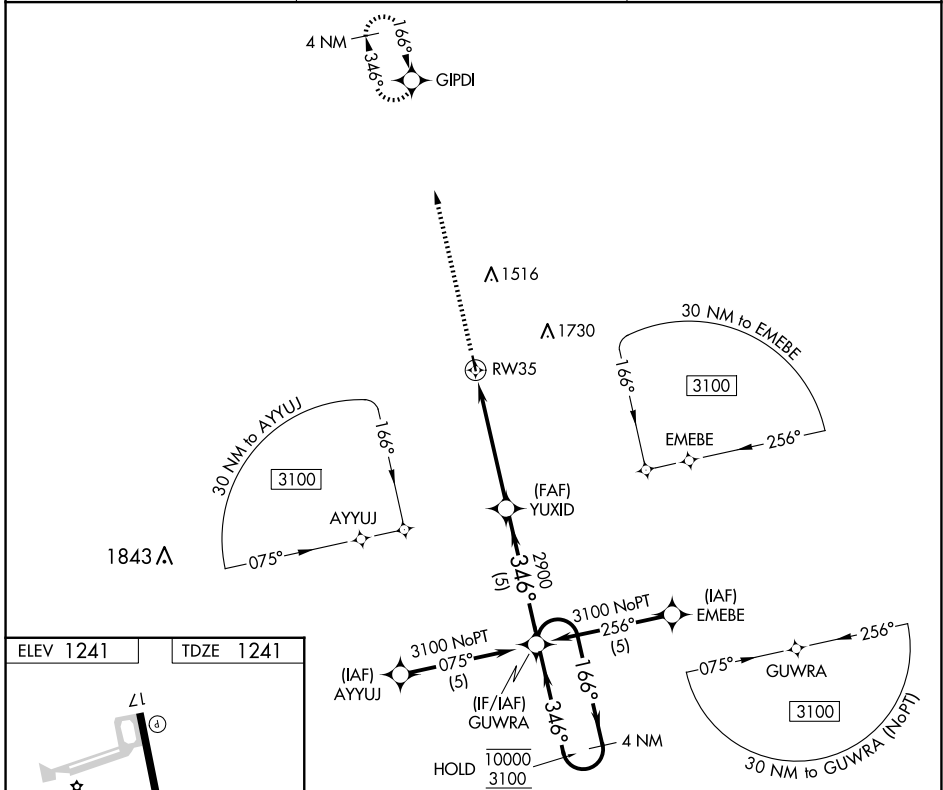 4 NM
166°
346°
GIPDI
1516
1730
RW35
30 NM to EMEBE
166°
3100
EMEBE
256°
30 NM to AYYUJ
166°
3100
AYYUJ
075°
1843
(FAF)
YUXID
2900
346°
(5)
(IAF)
EMEBE
3100 NoPT
256°
(5)
3100 NoPT
075°
(5)
(IAF)
AYYUJ
(IF/IAF)
GUWRA
166°
346°
4 NM
HOLD
10000
3100
075°
256°
GUWRA
3100
30 NM to GUWRA (NoPT)
ELEV 1241
TDZE 1241
17
P